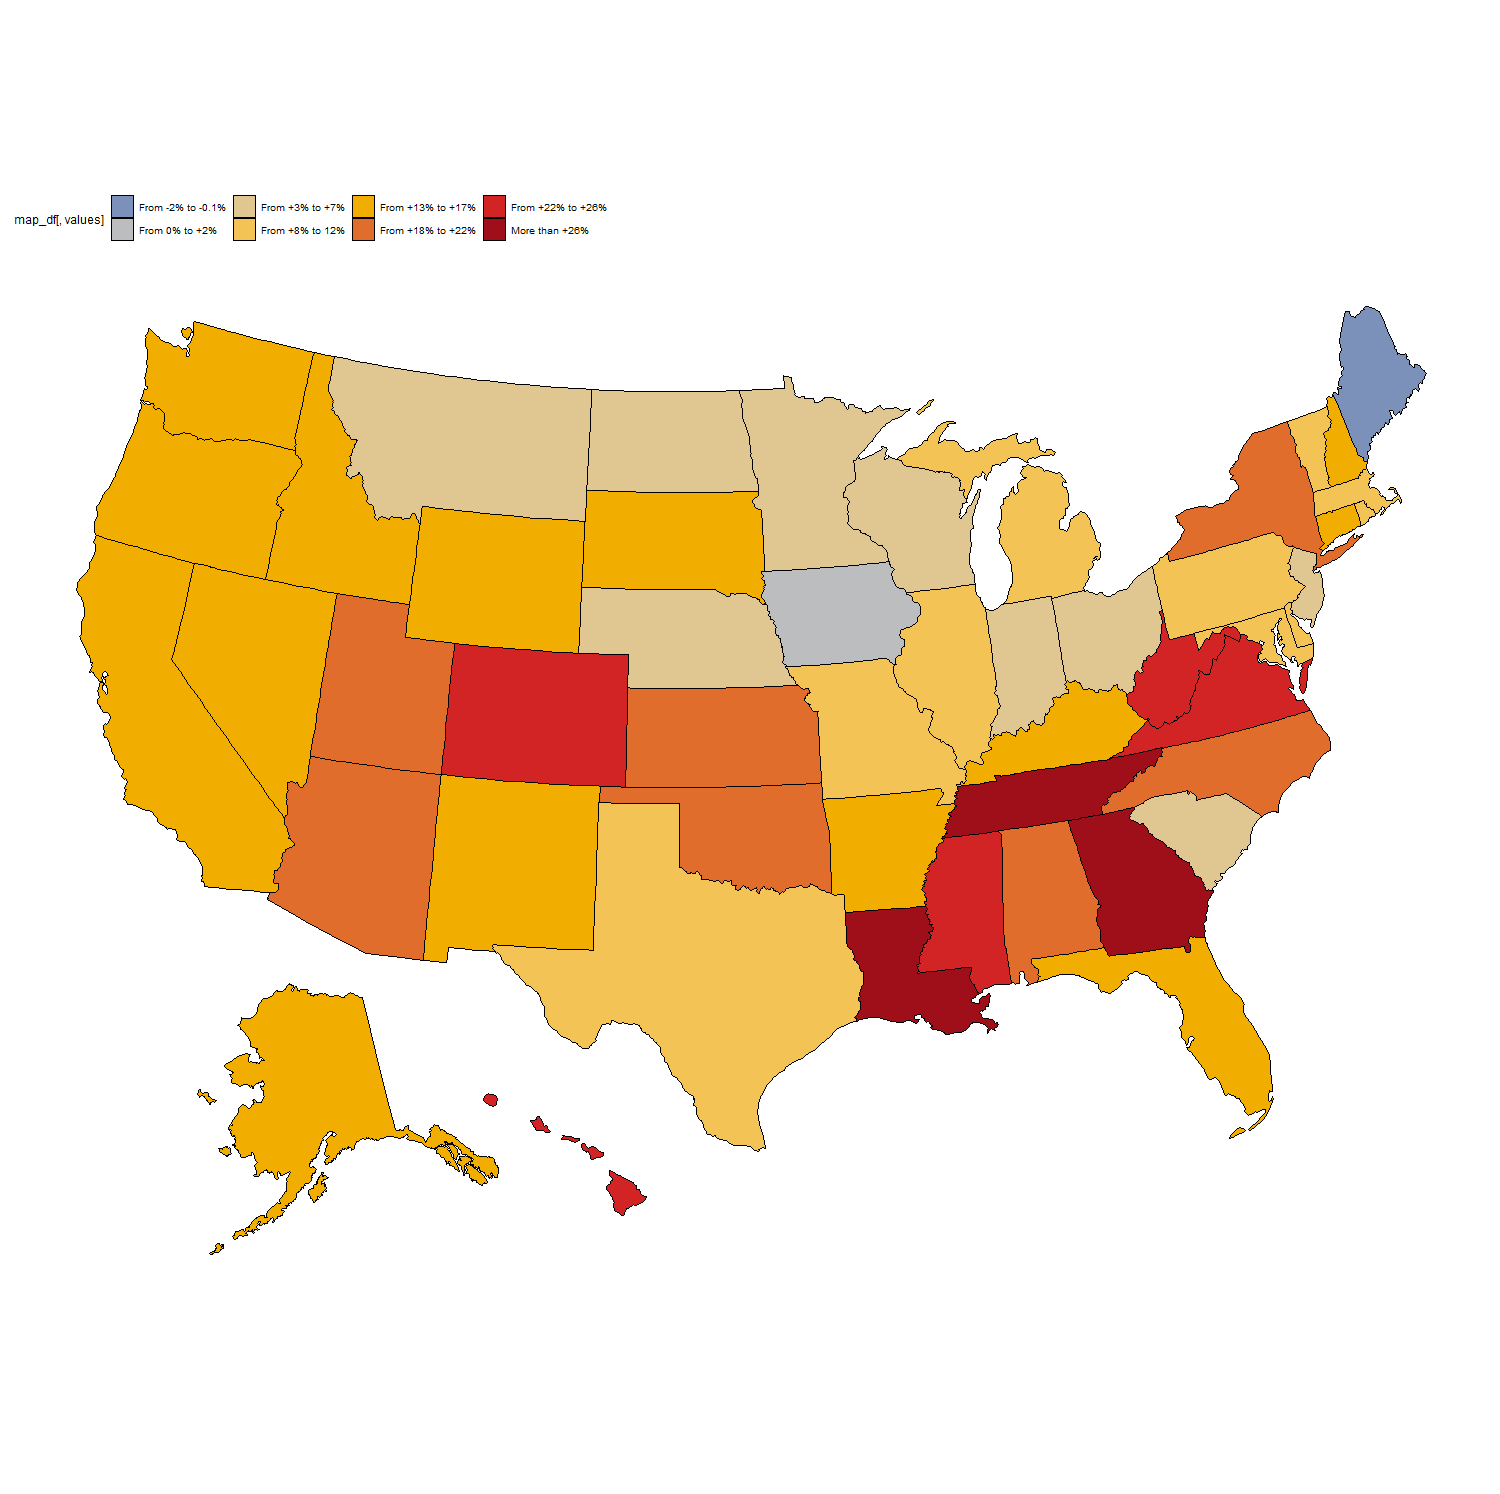 map_df[, values]
From -2% to -0.1% From +3% to +7% From +13% to +17% From +22% to +26%
From 0% to +2% From +8% to 12% From +18% to +22% More than +26%